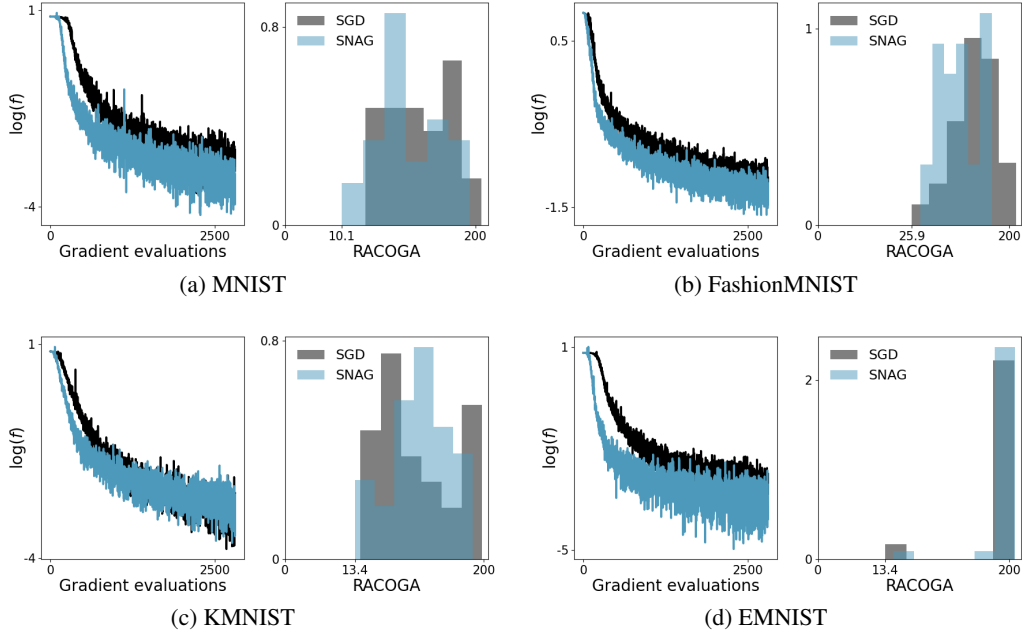 1
log(f)
-4
0
2500
Gradient evaluations
0.8
SGD
SNAG
0
0
10.1
200
RACOGA
(a) MNIST
0.5
log(f)
-1.5
0
2500
Gradient evaluations
1
SGD
SNAG
0
0
25.9
200
RACOGA
(b) FashionMNIST
1
log(f)
-4
0
2500
Gradient evaluations
0.8
SGD
SNAG
0
0
13.4
200
RACOGA
(c) KMNIST
1
log(f)
-5
0
2500
Gradient evaluations
2
SGD
SNAG
0
0
13.4
200
RACOGA
(d) EMNIST